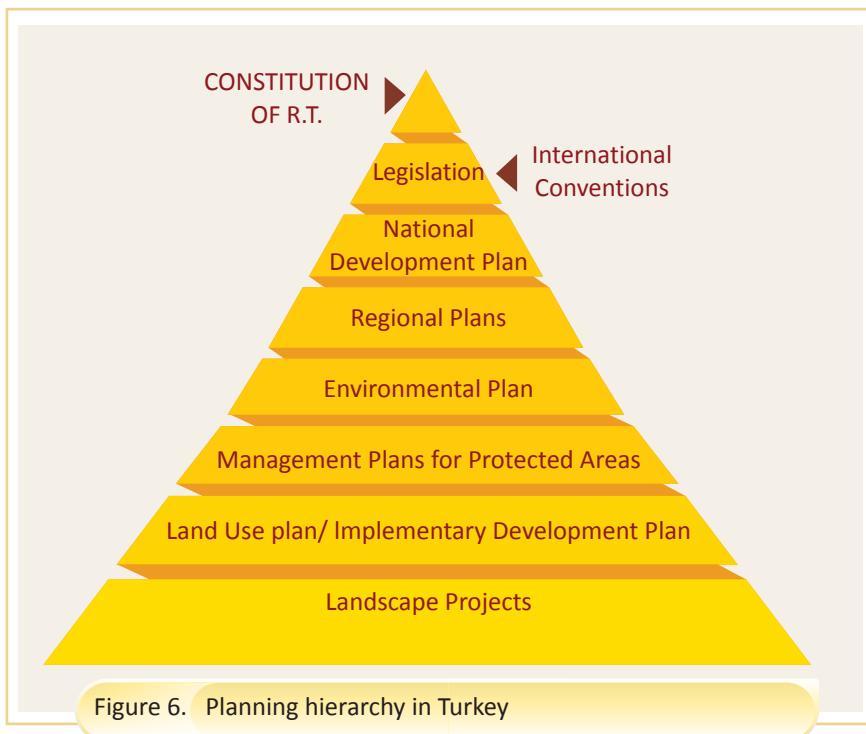 CONSTITUTION
OF R.T.
Legislation
International
Conventions
National
Development Plan
Regional Plans
Environmental Plan
Management Plans for Protected Areas
Land Use plan/ Implementary Development Plan
Landscape Projects
Figure 6. Planning hierarchy in Turkey